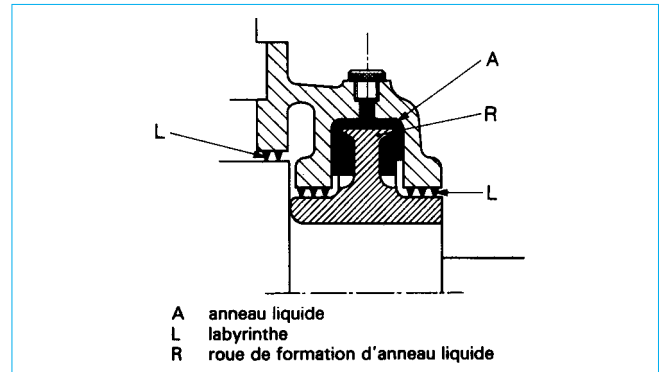 A
R
L
L
A anneau liquide
L labyrinthe
R roue de formation d'anneau liquide